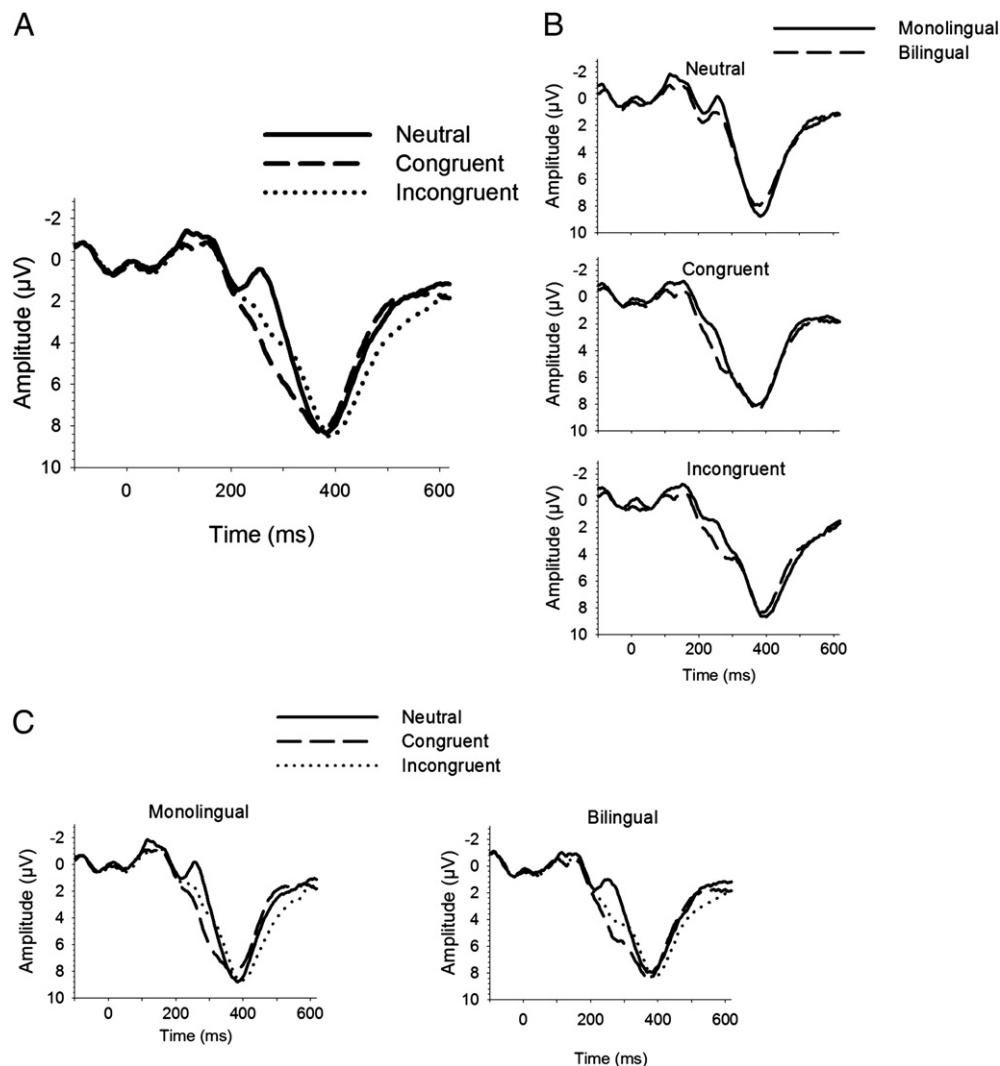 A
Neutral
Congruent
Incongruent
-2
0
2
4
6
8
10
Amplitude (µV)
0 200 400 600
Time (ms)
B
Monolingual
Bilingual
Neutral
-2
0
2
4
6
8
10
Amplitude (µV)
Congruent
-2
0
2
4
6
8
10
Amplitude (µV)
Incongruent
-2
0
2
4
6
8
10
Amplitude (µV)
0 200 400 600
Time (ms)
C
Neutral
Congruent
Incongruent
Monolingual
-2
0
2
4
6
8
10
Amplitude (µV)
0 200 400 600
Time (ms)
Bilingual
-2
0
2
4
6
8
10
Amplitude (µV)
0 200 400 600
Time (ms)